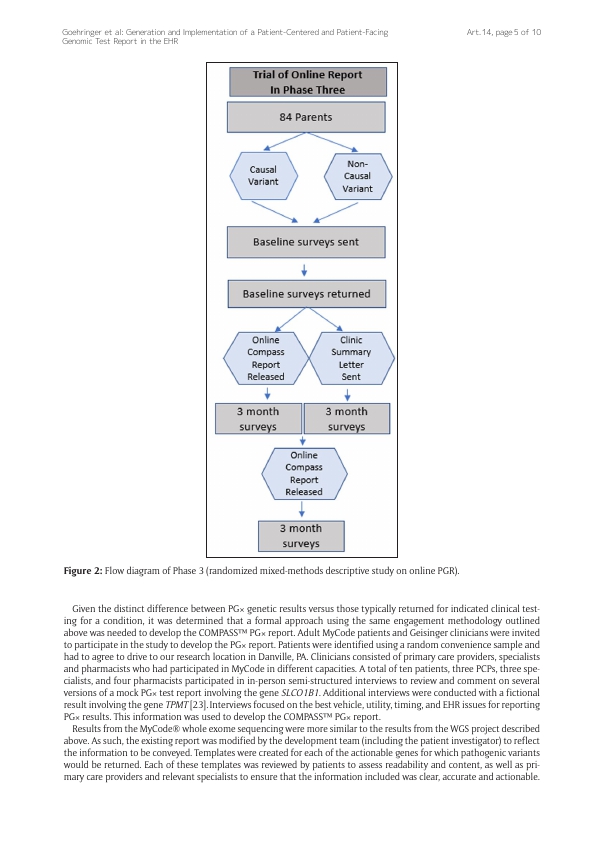 Goehringer et al: Generation and Implementation of a Patient-Centered and Patient-Facing
Genomic Test Report in the EHR
Art. 14, page 5 of 10
Trial of Online Report
In Phase Three
84 Parents
Causal
Variant
Non-
Causal
Variant
Baseline surveys sent
Baseline surveys returned
Online
Compass
Report
Released
Clinic
Summary
Letter
Sent
3 month
surveys
3 month
surveys
Online
Compass
Report
Released
3 month
surveys
Figure 2: Flow diagram of Phase 3 (randomized mixed-methods descriptive study on online PGR).
Given the distinct difference between PG× genetic results versus those typically returned for indicated clinical test-
ing for a condition, it was determined that a formal approach using the same engagement methodology outlined
above was needed to develop the COMPASS™ PG× report. Adult MyCode patients and Geisinger clinicians were invited
to participate in the study to develop the PG× report. Patients were identified using a random convenience sample and
had to agree to drive to our research location in Danville, PA. Clinicians consisted of primary care providers, specialists
and pharmacists who had participated in MyCode in different capacities. A total of ten patients, three PCPs, three spe-
cialists, and four pharmacists participated in in-person semi-structured interviews to review and comment on several
versions of a mock PG× test report involving the gene SLCO1B1. Additional interviews were conducted with a fictional
result involving the gene TPMT [23]. Interviews focused on the best vehicle, utility, timing, and EHR issues for reporting
PG× results. This information was used to develop the COMPASS™ PG× report.
Results from the MyCode® whole exome sequencing were more similar to the results from the WGS project described
above. As such, the existing report was modified by the development team (including the patient investigator) to reflect
the information to be conveyed. Templates were created for each of the actionable genes for which pathogenic variants
would be returned. Each of these templates was reviewed by patients to assess readability and content, as well as pri-
mary care providers and relevant specialists to ensure that the information included was clear, accurate and actionable.